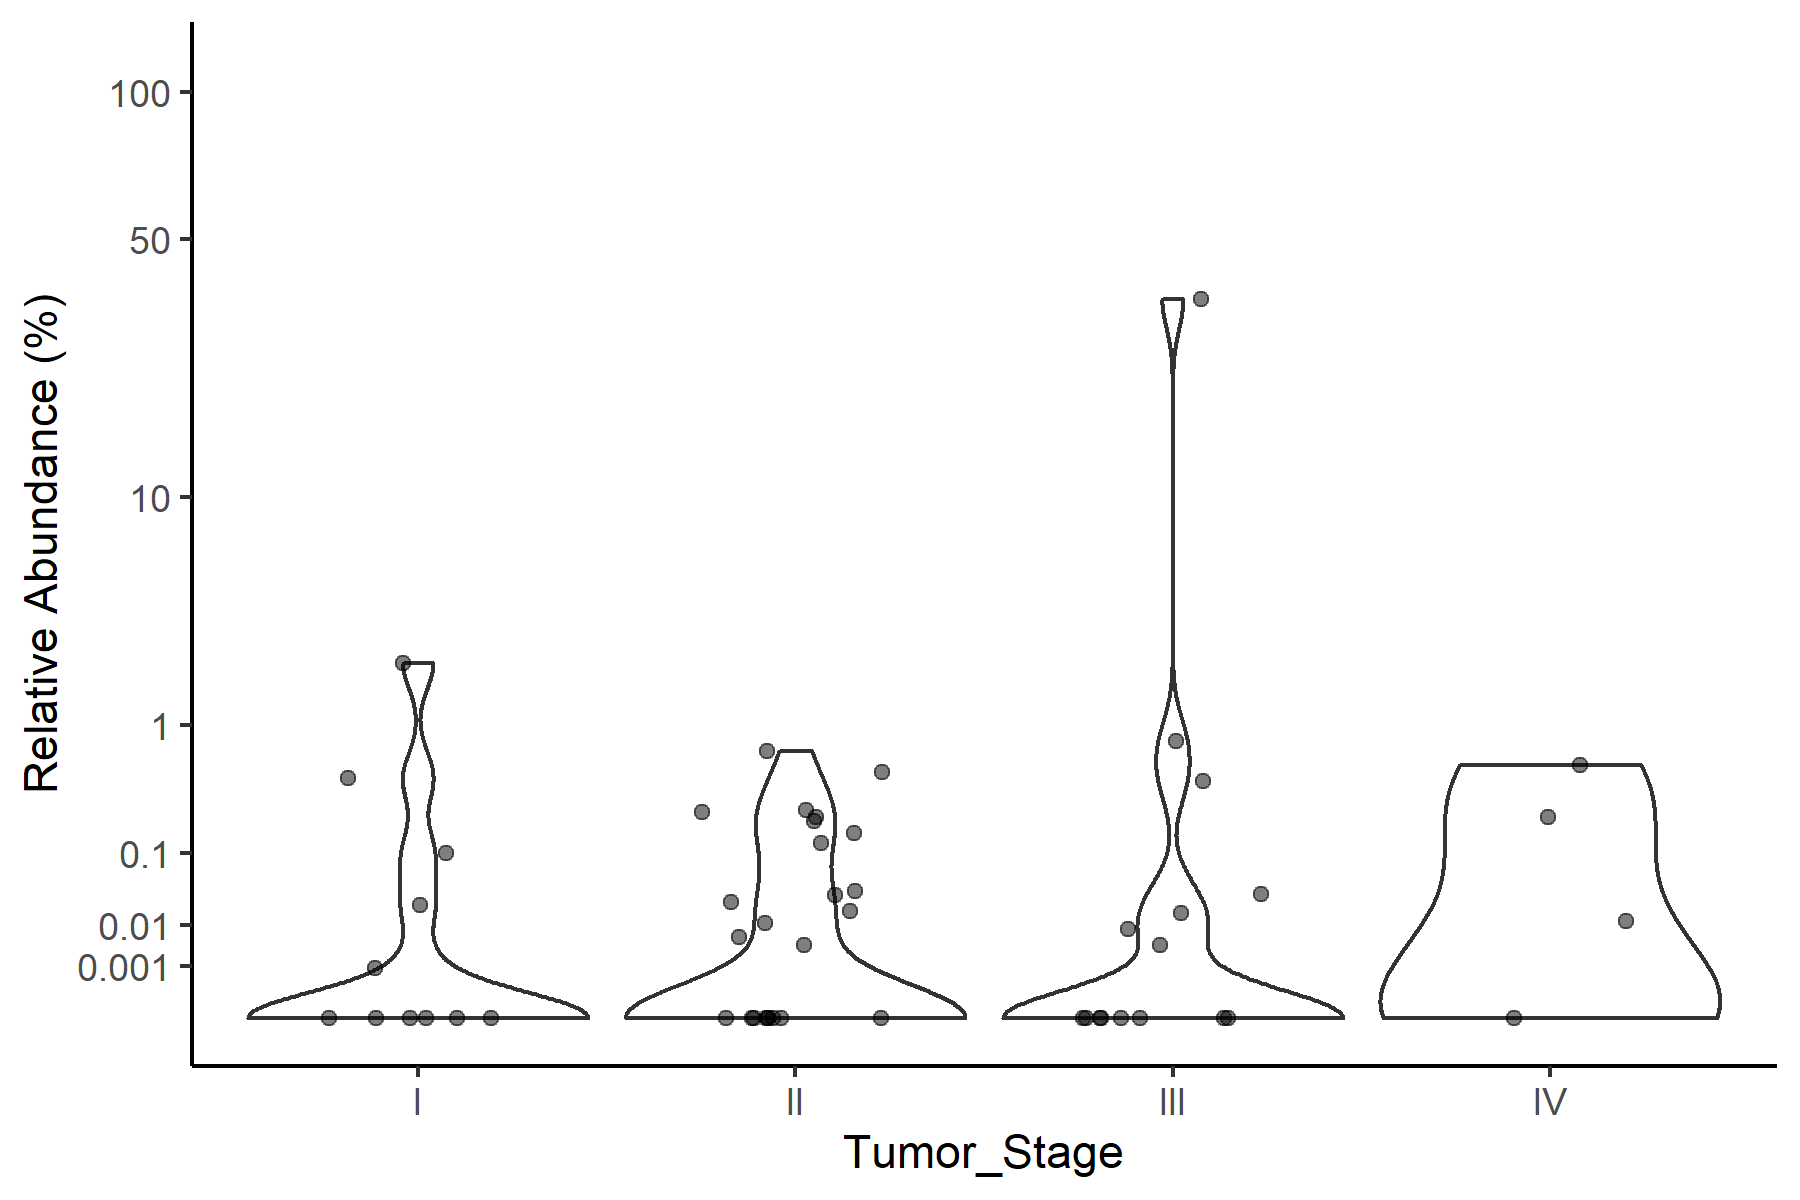 Relative Abundance (%)
100
50
10
1
0.1
0.01
0.001
I
II
III
IV
Tumor_Stage